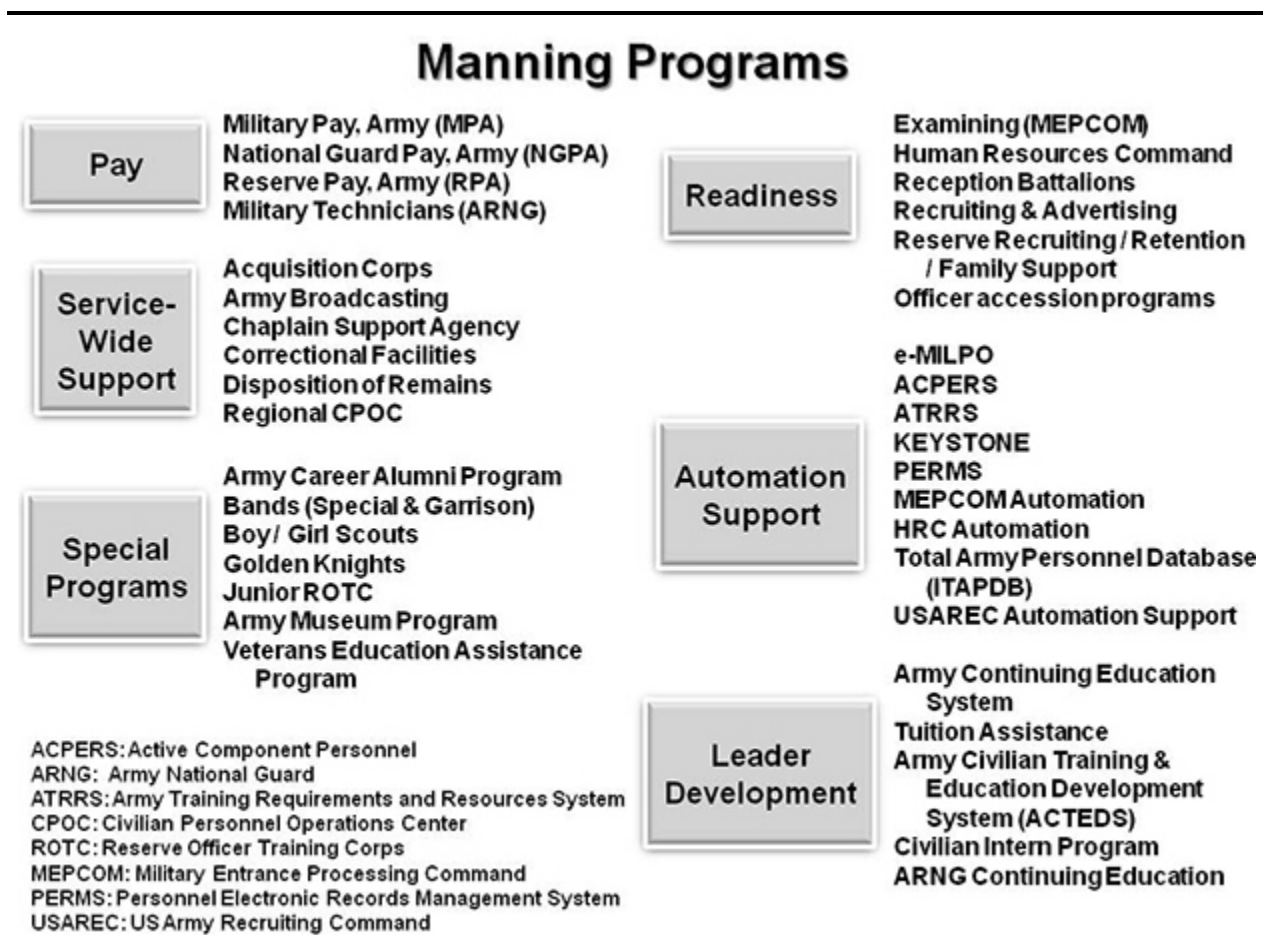 Manning Programs
Pay
Military Pay, Army (MPA)
National Guard Pay, Army (NGPA)
Reserve Pay, Army (RPA)
Military Technicians (ARNG)
Service-
Wide
Support
Acquisition Corps
Army Broadcasting
Chaplain Support Agency
Correctional Facilities
Disposition of Remains
Regional CPOC
Special
Programs
Army Career Alumni Program
Bands (Special & Garrison)
Boy / Girl Scouts
Golden Knights
Junior ROTC
Army Museum Program
Veterans Education Assistance
Program
Readiness
Examining (MEPCOM)
Human Resources Command
Reception Battalions
Recruiting & Advertising
Reserve Recruiting / Retention
/ Family Support
Officer accession programs
Automation
Support
e-MILPO
ACPERS
ATRRS
KEYSTONE
PERMS
MEPCOM Automation
HRC Automation
Total Army Personnel Database
(ITAPDB)
USAREC Automation Support
Leader
Development
Army Continuing Education
System
Tuition Assistance
Army Civilian Training &
Education Development
System (ACTEDS)
Civilian Intern Program
ARNG Continuing Education
ACPERS: Active Component Personnel
ARNG: Army National Guard
ATRRS: Army Training Requirements and Resources System
CPOC: Civilian Personnel Operations Center
ROTC: Reserve Officer Training Corps
MEPCOM: Military Entrance Processing Command
PERMS: Personnel Electronic Records Management System
USAREC: US Army Recruiting Command